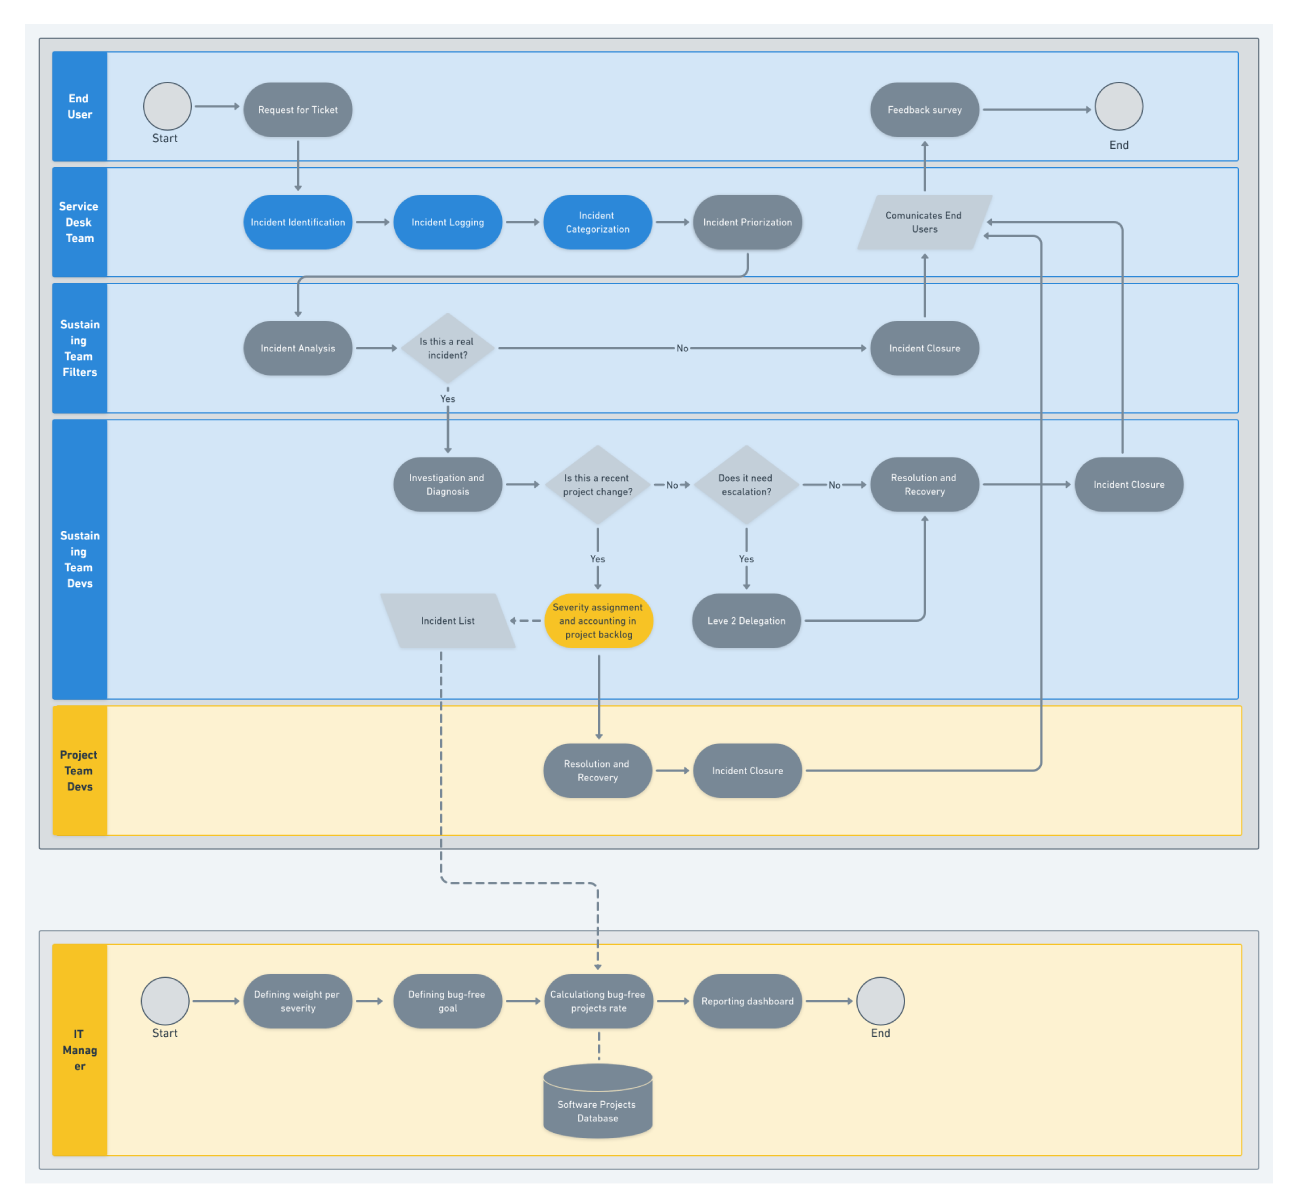 End
User
Start
Request for Ticket
Feedback survey
End
Service
Desk
Team
Incident Identification
Incident Logging
Incident
Categorization
Incident Priorization
Comunicates End
Users
Sustain
ing
Team
Filters
Incident Analysis
Is this a real
incident?
No
Incident Closure
Yes
Sustain
ing
Team
Devs
Investigation and
Diagnosis
Is this a recent
project change?
No
Does it need
escalation?
No
Resolution and
Recovery
Incident Closure
Yes
Yes
Incident List
Severity assignment
and accounting in
project backlog
Leve 2 Delegation
Project
Team
Devs
Resolution and
Recovery
Incident Closure
IT
Manag
er
Start
Defining weight per
severity
Defining bug-free
goal
Calculationg bug-free
projects rate
Reporting dashboard
End
Software Projects
Database